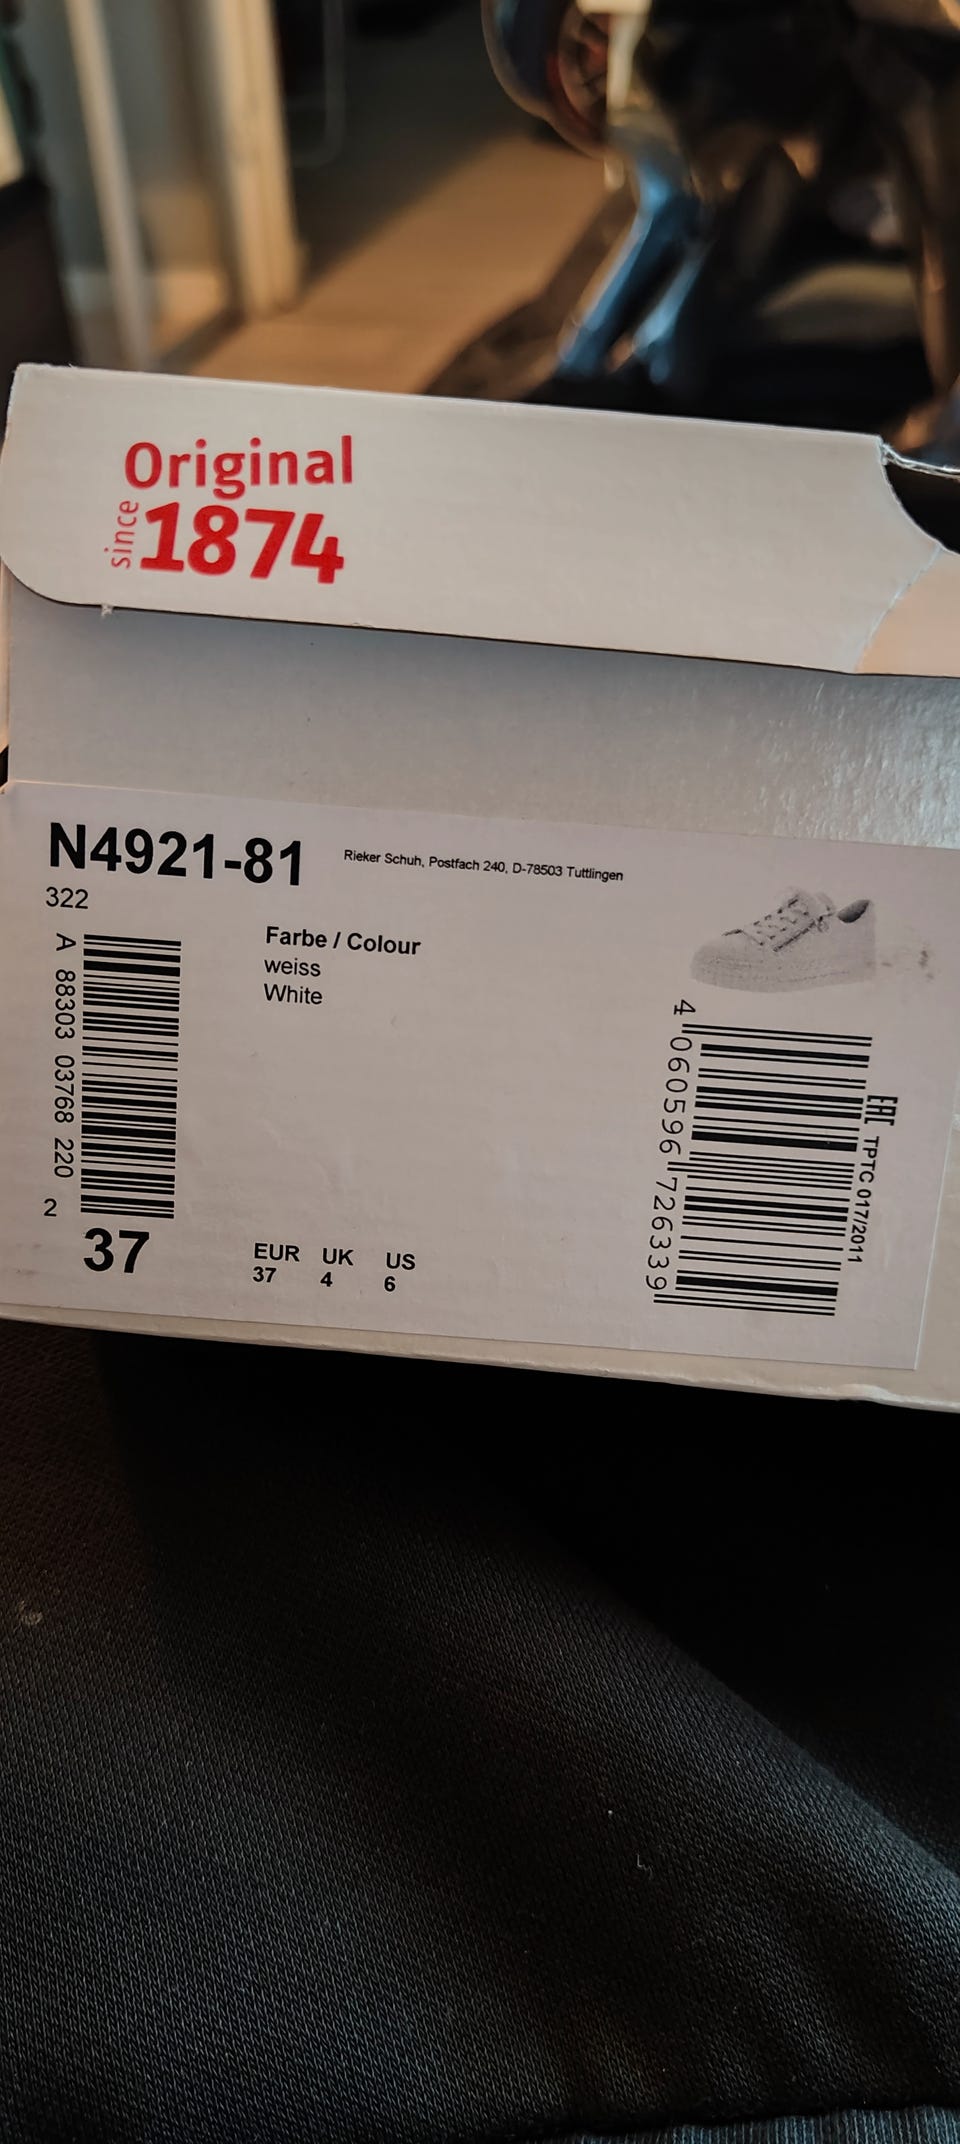 Original
since
1874
N4921-81
Rieker Schuh, Postfach 240, D-78503 Tuttlingen
322
Farbe / Colour
weiss
White
A 88303 03768 220 2
4 060596 726339
EAC TPTC 017/2011
37
EUR UK US
37 4 6